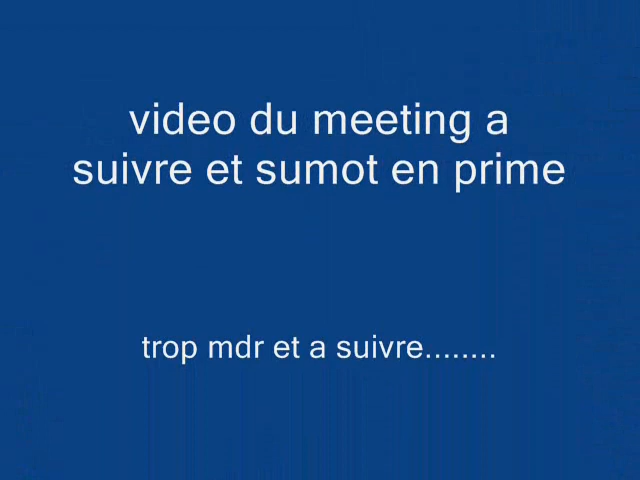 video du meeting a
suivre et sumot en prime
trop mdr et a suivre........